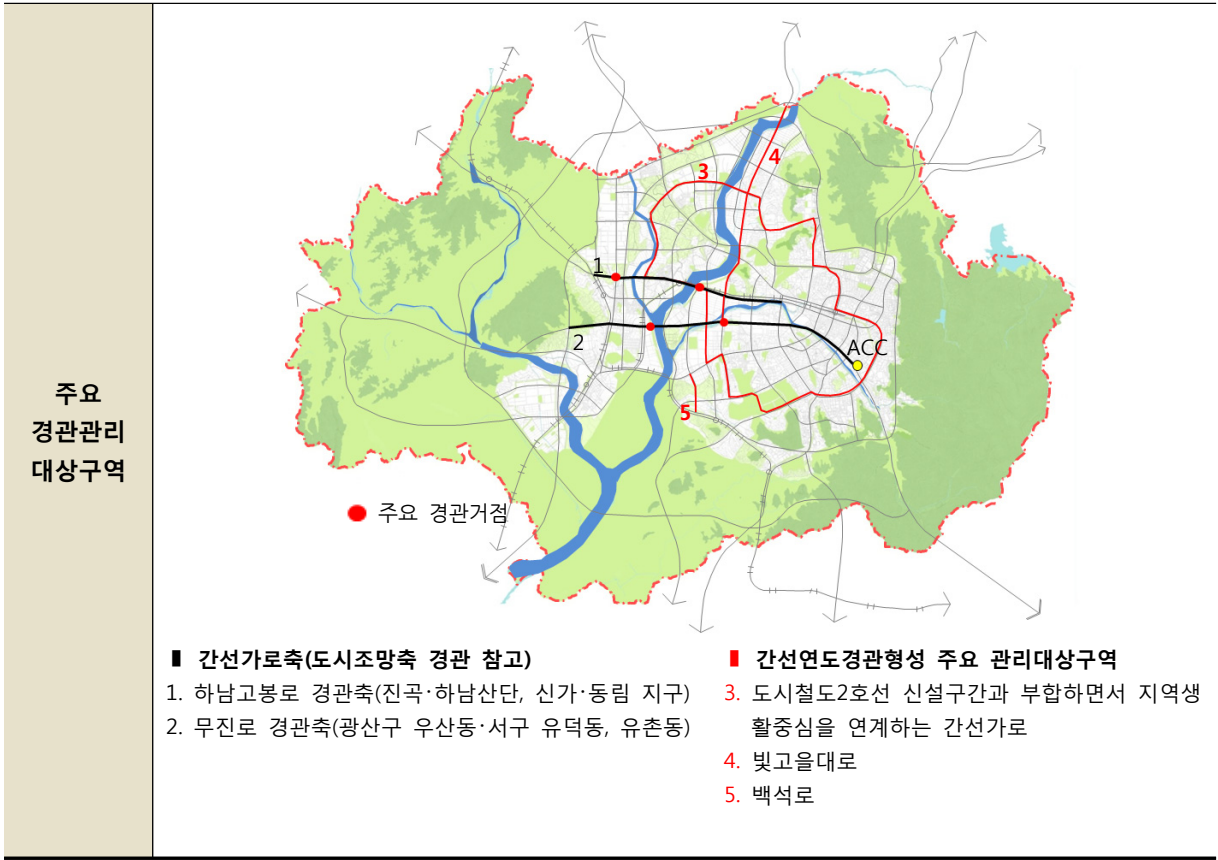 주요
경관관리
대상구역
3
4
1
2
ACC
5
주요 경관거점
간선가로축(도시조망축 경관 참고)
1. 하남고봉로 경관축(진곡·하남산단, 신가·동림 지구)
2. 무진로 경관축(광산구 우산동·서구 유덕동, 유촌동)
간선연도경관형성 주요 관리대상구역
3. 도시철도2호선 신설구간과 부합하면서 지역생
활중심을 연계하는 간선가로
4. 빛고을대로
5. 백석로